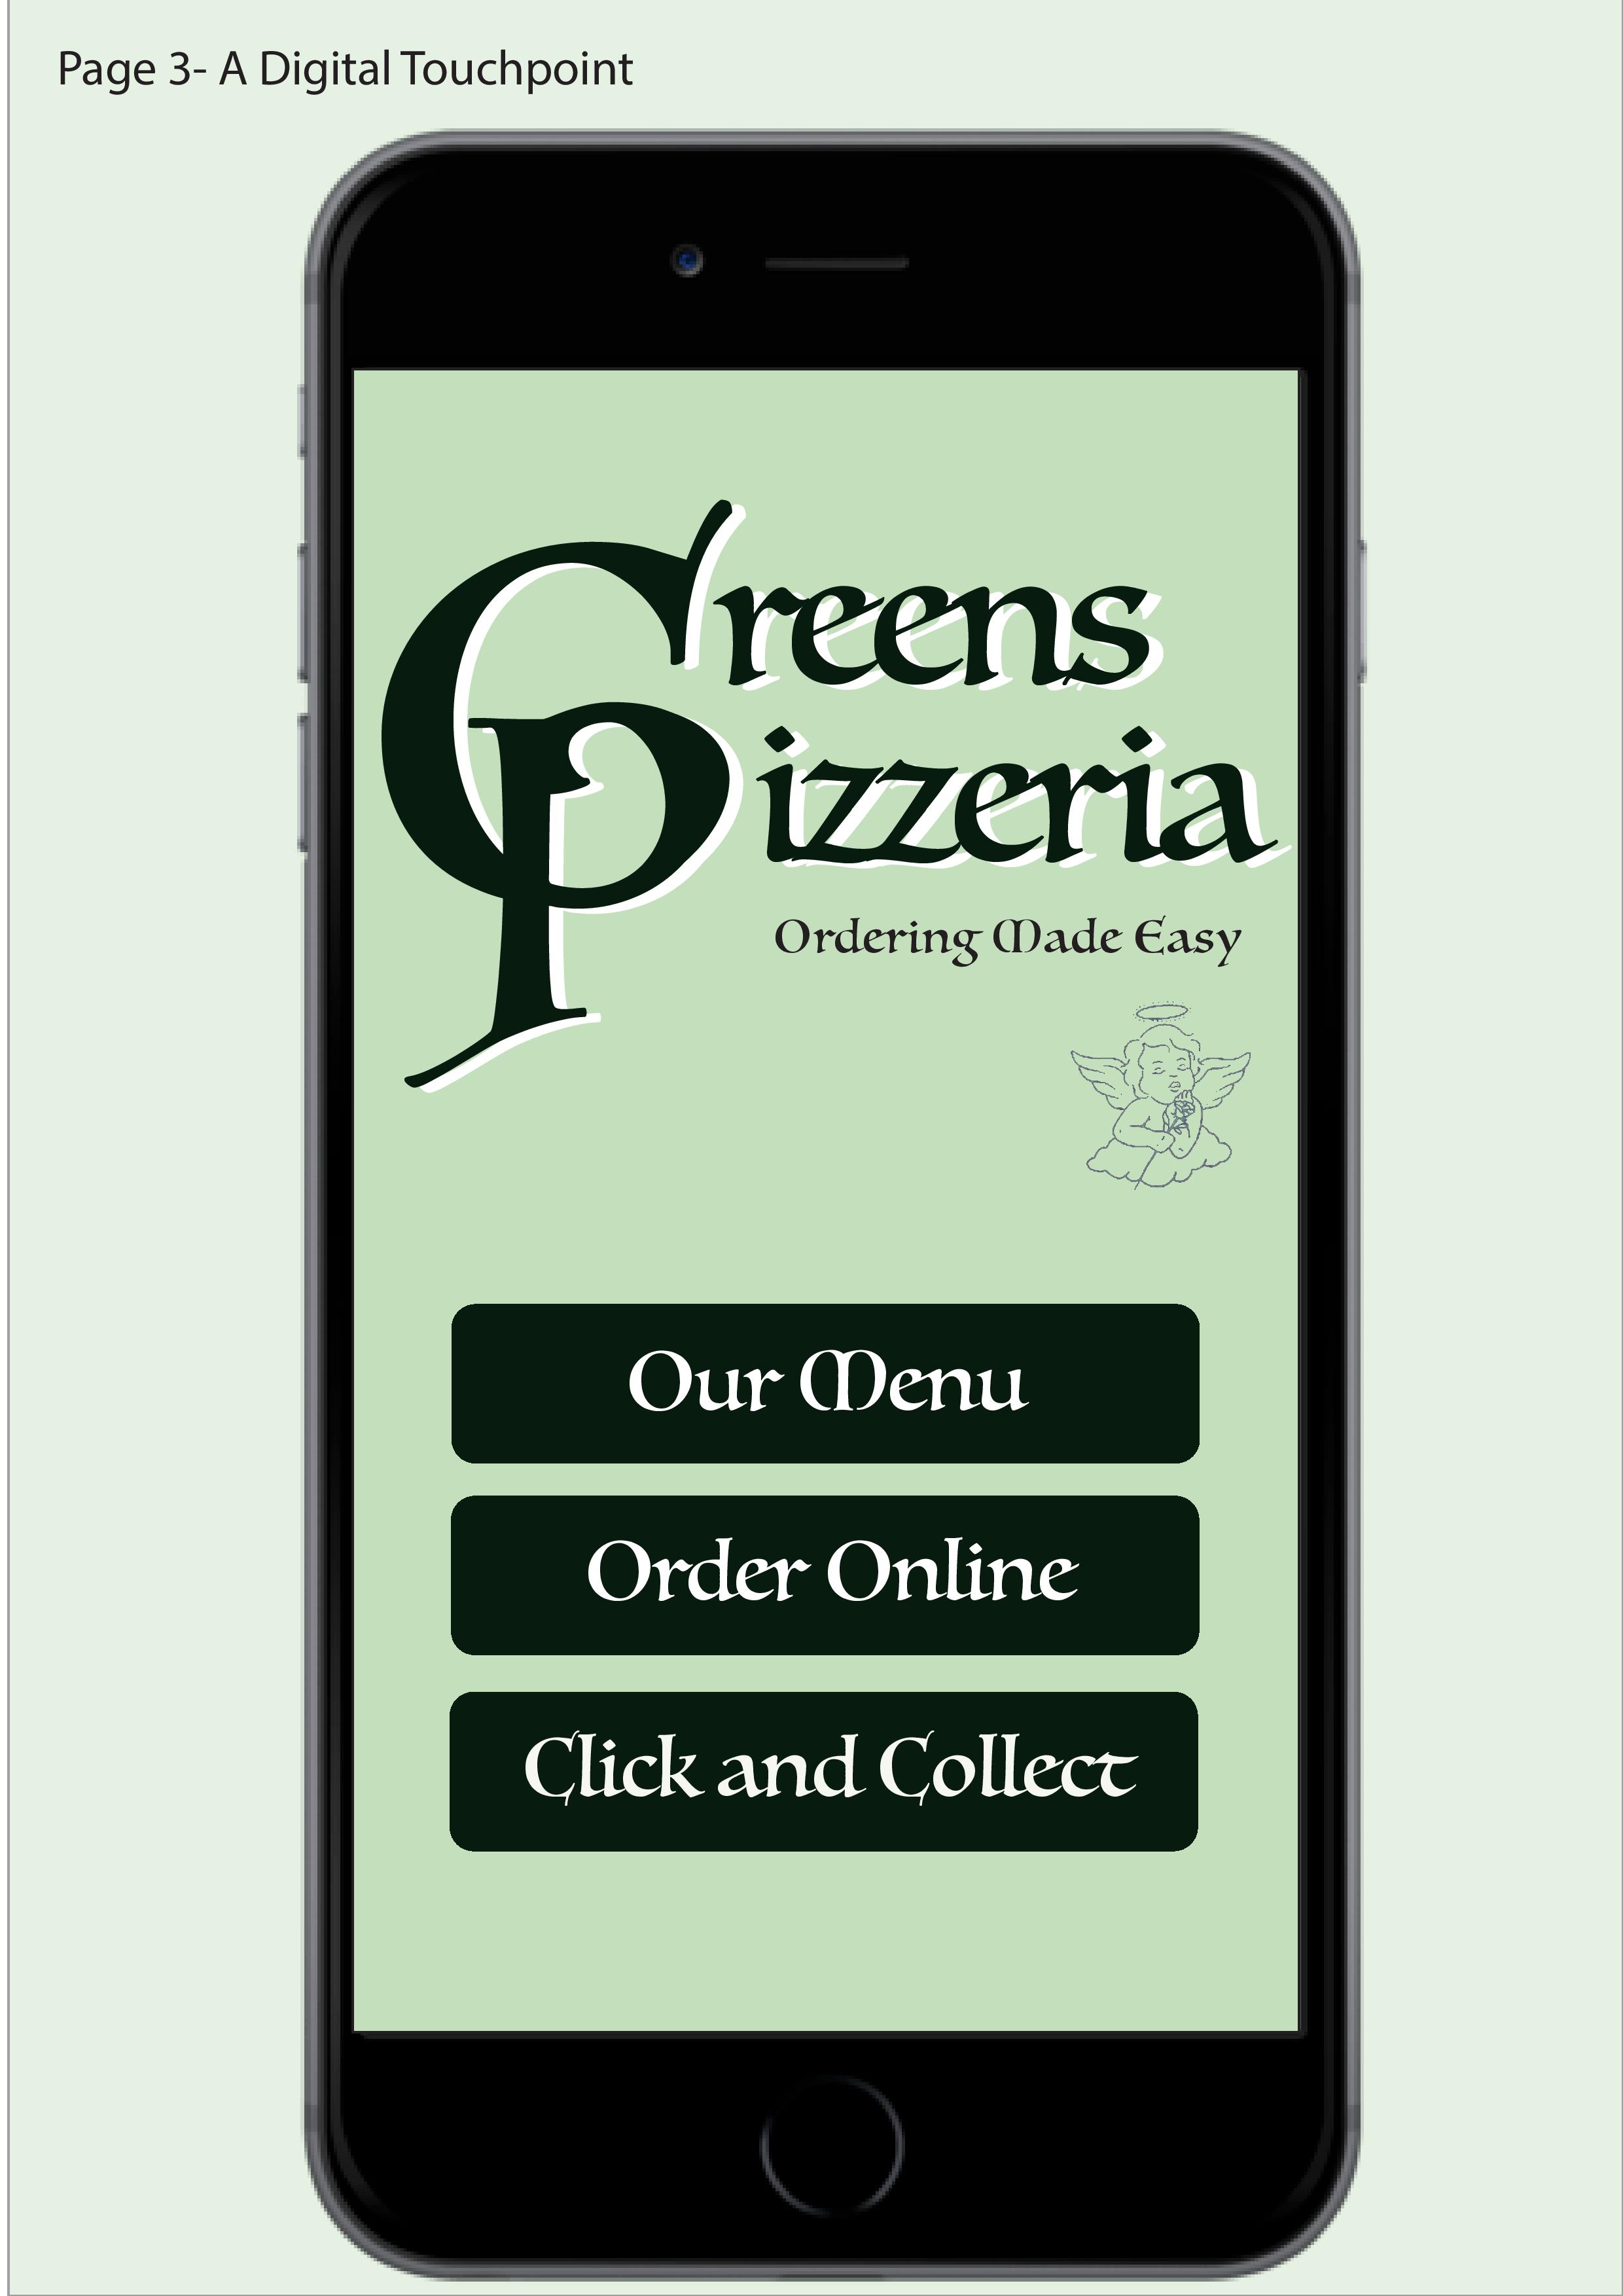 Page 3- A Digital Touchpoint
Greens
Pizzeria
Ordering Made Easy
Our Menu
Order Online
Click and Collect